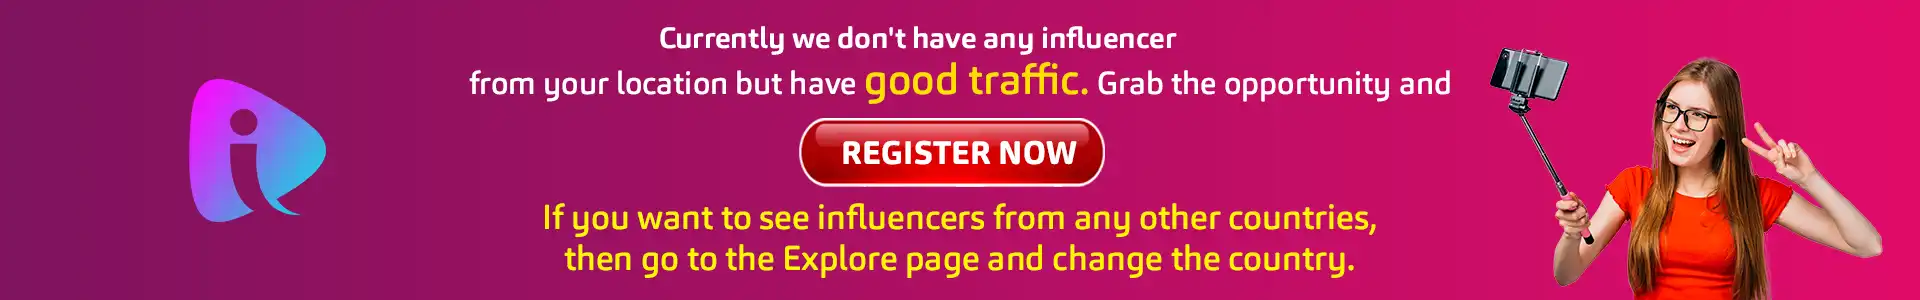 Currently we don't have any influencer
from your location but have good traffic. Grab the opportunity and
REGISTER NOW
If you want to see influencers from any other countries,
then go to the Explore page and change the country.